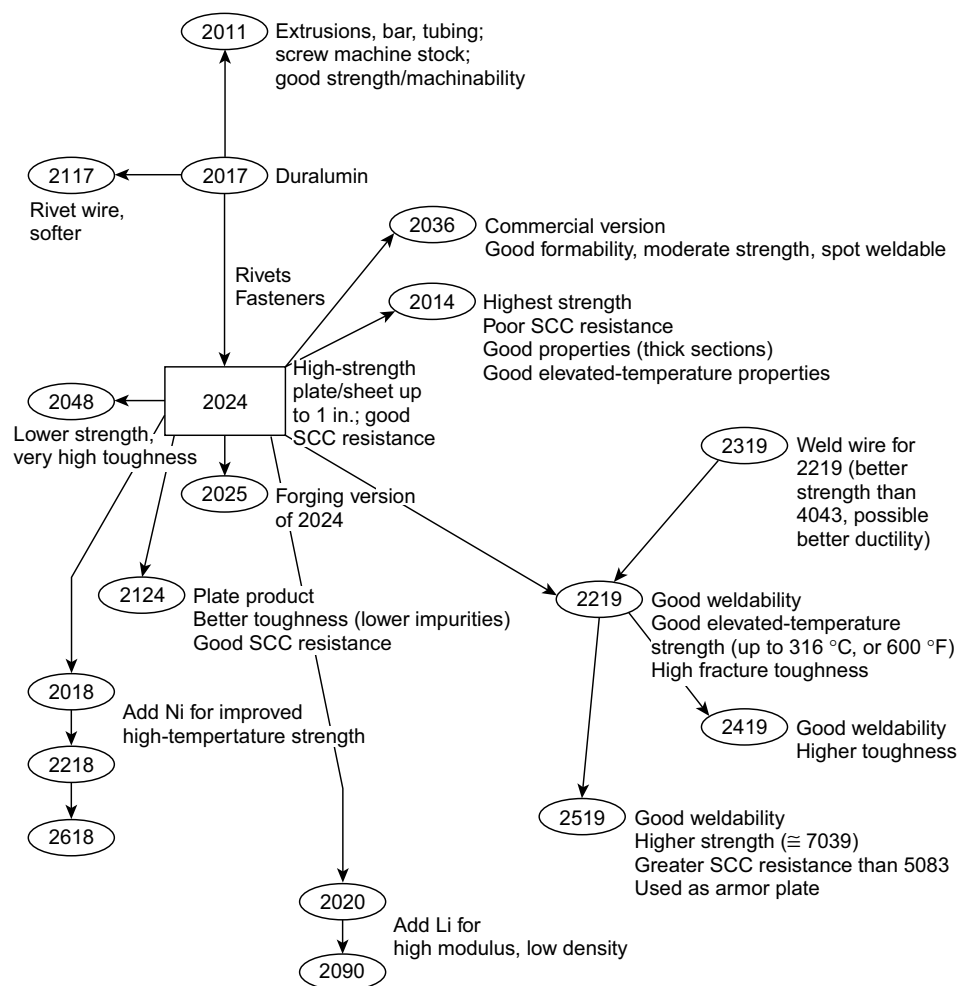 2011
Extrusions, bar, tubing;
screw machine stock;
good strength/machinability
2117
2017
Duralumin
Rivet wire,
softer
2036
Commercial version
Good formability, moderate strength, spot weldable
Rivets
Fasteners
2014
Highest strength
Poor SCC resistance
Good properties (thick sections)
Good elevated-temperature properties
2024
High-strength
plate/sheet up
to 1 in.; good
SCC resistance
2048
Lower strength,
very high toughness
2025
Forging version
of 2024
2319
Weld wire for
2219 (better
strength than
4043, possible
better ductility)
2124
Plate product
Better toughness (lower impurities)
Good SCC resistance
2219
Good weldability
Good elevated-temperature
strength (up to 316 °C, or 600 °F)
High fracture toughness
2018
Add Ni for improved
high-tempertature strength
2218
2618
2419
Good weldability
Higher toughness
2519
Good weldability
Higher strength (≅ 7039)
Greater SCC resistance than 5083
Used as armor plate
2020
Add Li for
high modulus, low density
2090